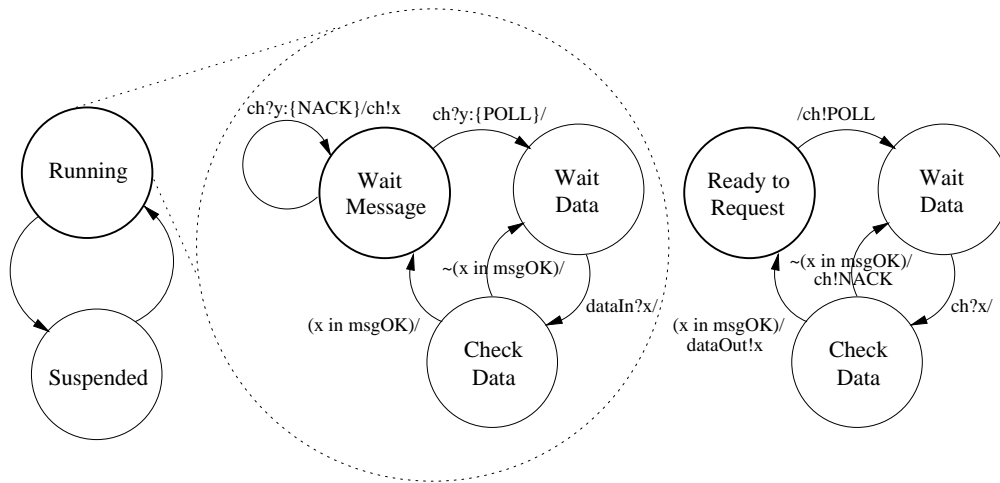 Running
Suspended
ch?y:{NACK}/ch!x
ch?y:{POLL}/
Wait
Message
Wait
Data
~(x in msgOK)/
(x in msgOK)/
dataIn?x/
Check
Data
/ch!POLL
Ready to
Request
Wait
Data
~(x in msgOK)/
ch!NACK
(x in msgOK)/
dataOut!x
ch?x/
Check
Data